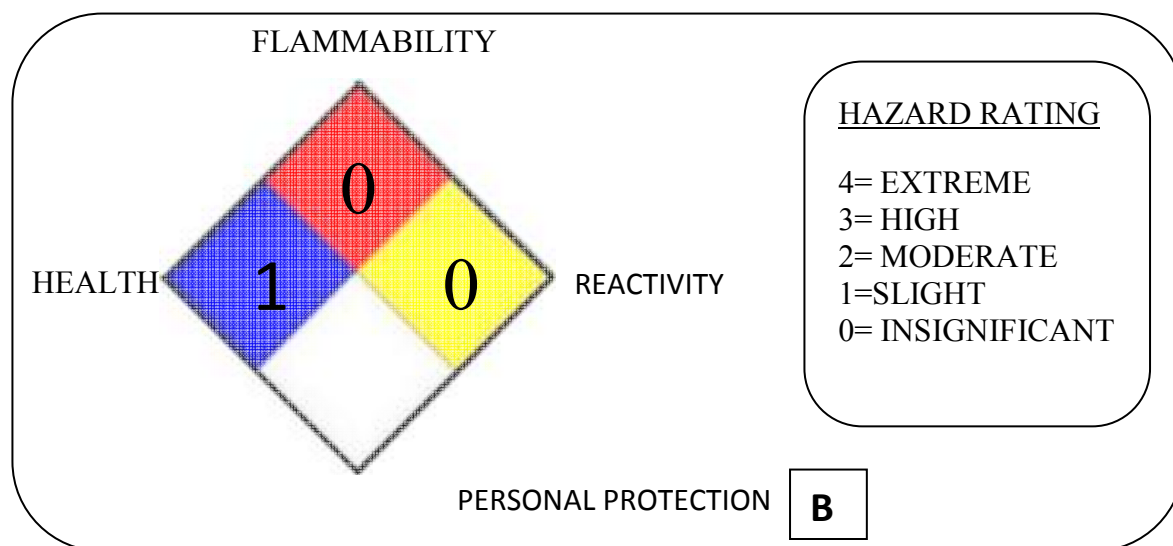 FLAMMABILITY
0
HEALTH
1
0
REACTIVITY
PERSONAL PROTECTION B
HAZARD RATING
4= EXTREME
3= HIGH
2= MODERATE
1=SLIGHT
0= INSIGNIFICANT